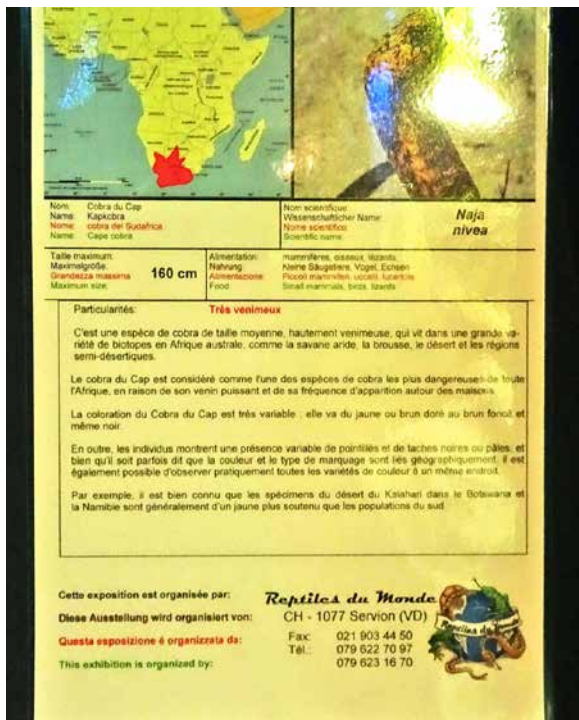 Nom: Cobra du Cap
Name: Kapkobra
Nome: cobra del Sudafrica
Name: Cape cobra
Nom scientifique:
Wissenschaftlicher Name:
Nome scientifico:
Scientific name:
Naja
nivea
Taille maximum:
Maximalgröße:
Grandezza massima
Maximum size:
160 cm
Alimentation: mammifères, oiseaux, lézards,
Nahrung: Kleine Säugetiere, Vögel, Echsen
Alimentazione: Piccoli mammiferi, uccelli, lucertole
Food: Small mammals, birds, lizards
Particularités: Très venimeux
C'est une espèce de cobra de taille moyenne, hautement venimeuse, qui vit dans une grande va-
riété de biotopes en Afrique australe, comme la savane aride, la brousse, le désert et les régions
semi-désertiques.
Le cobra du Cap est considéré comme l'une des espèces de cobra les plus dangereuses de toute
l'Afrique, en raison de son venin puissant et de sa fréquence d'apparition autour des maisons.
La coloration du Cobra du Cap est très variable : elle va du jaune ou brun doré au brun foncé et
même noir.
En outre, les individus montrent une présence variable de pointillés et de taches noires ou pâles, et
bien qu'il soit parfois dit que la couleur et le type de marquage sont liés géographiquement, il est
également possible d'observer pratiquement toutes les variétés de couleur à un même endroit.
Par exemple, il est bien connu que les spécimens du désert du Kalahari dans le Botswana et
la Namibie sont généralement d'un jaune plus soutenu que les populations du sud.
Cette exposition est organisée par:
Diese Ausstellung wird organisiert von:
Questa esposizione é organizzata da:
This exhibition is organized by:
Reptiles du Monde
CH - 1077 Servion (VD)
Fax: 021 903 44 50
Tél.: 079 622 70 97
079 623 16 70
Reptiles du Monde